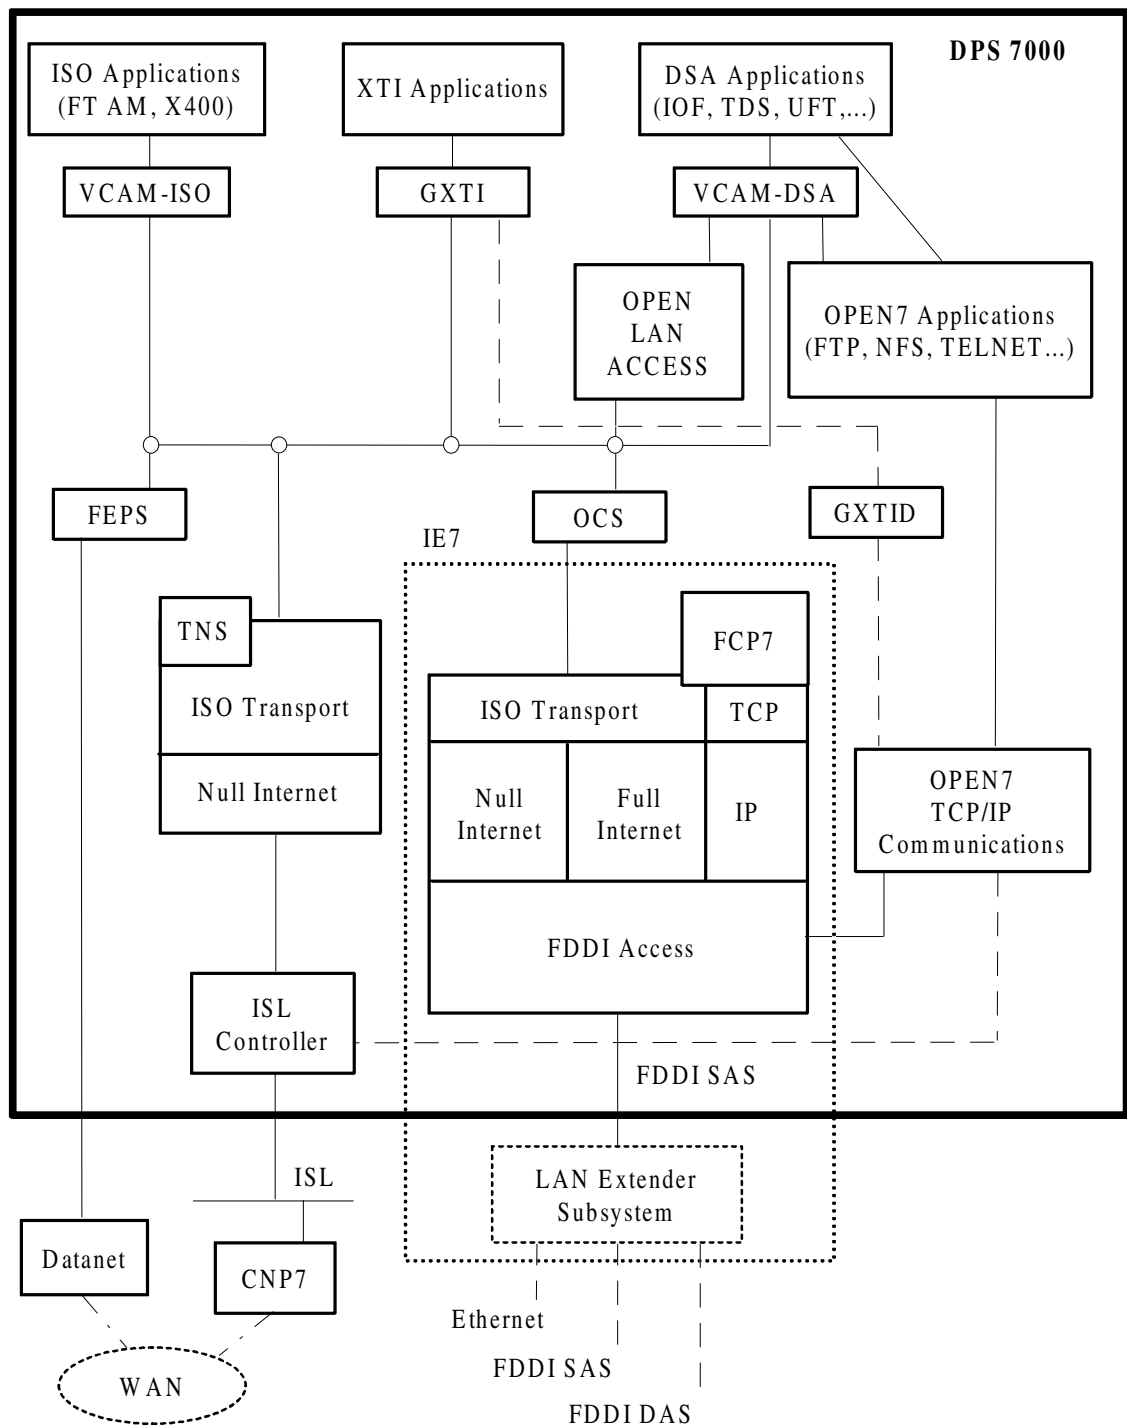 DPS 7000
ISO Applications
(FT AM, X400)
XTI Applications
DSA Applications
(IOF, TDS, UFT,...)
VCAM-ISO
GXTI
VCAM-DSA
OPEN
LAN
ACCESS
OPEN7 Applications
(FTP, NFS, TELNET...)
FEPS
OCS
GXTID
IE7
TNS
FCP7
ISO Transport
ISO Transport
TCP
Null Internet
Null
Internet
Full
Internet
IP
OPEN7
TCP/IP
Communications
FDDI Access
ISL
Controller
FDDI SAS
ISL
LAN Extender
Subsystem
Datanet
CNP7
Ethernet
FDDI SAS
WAN
FDDI DAS